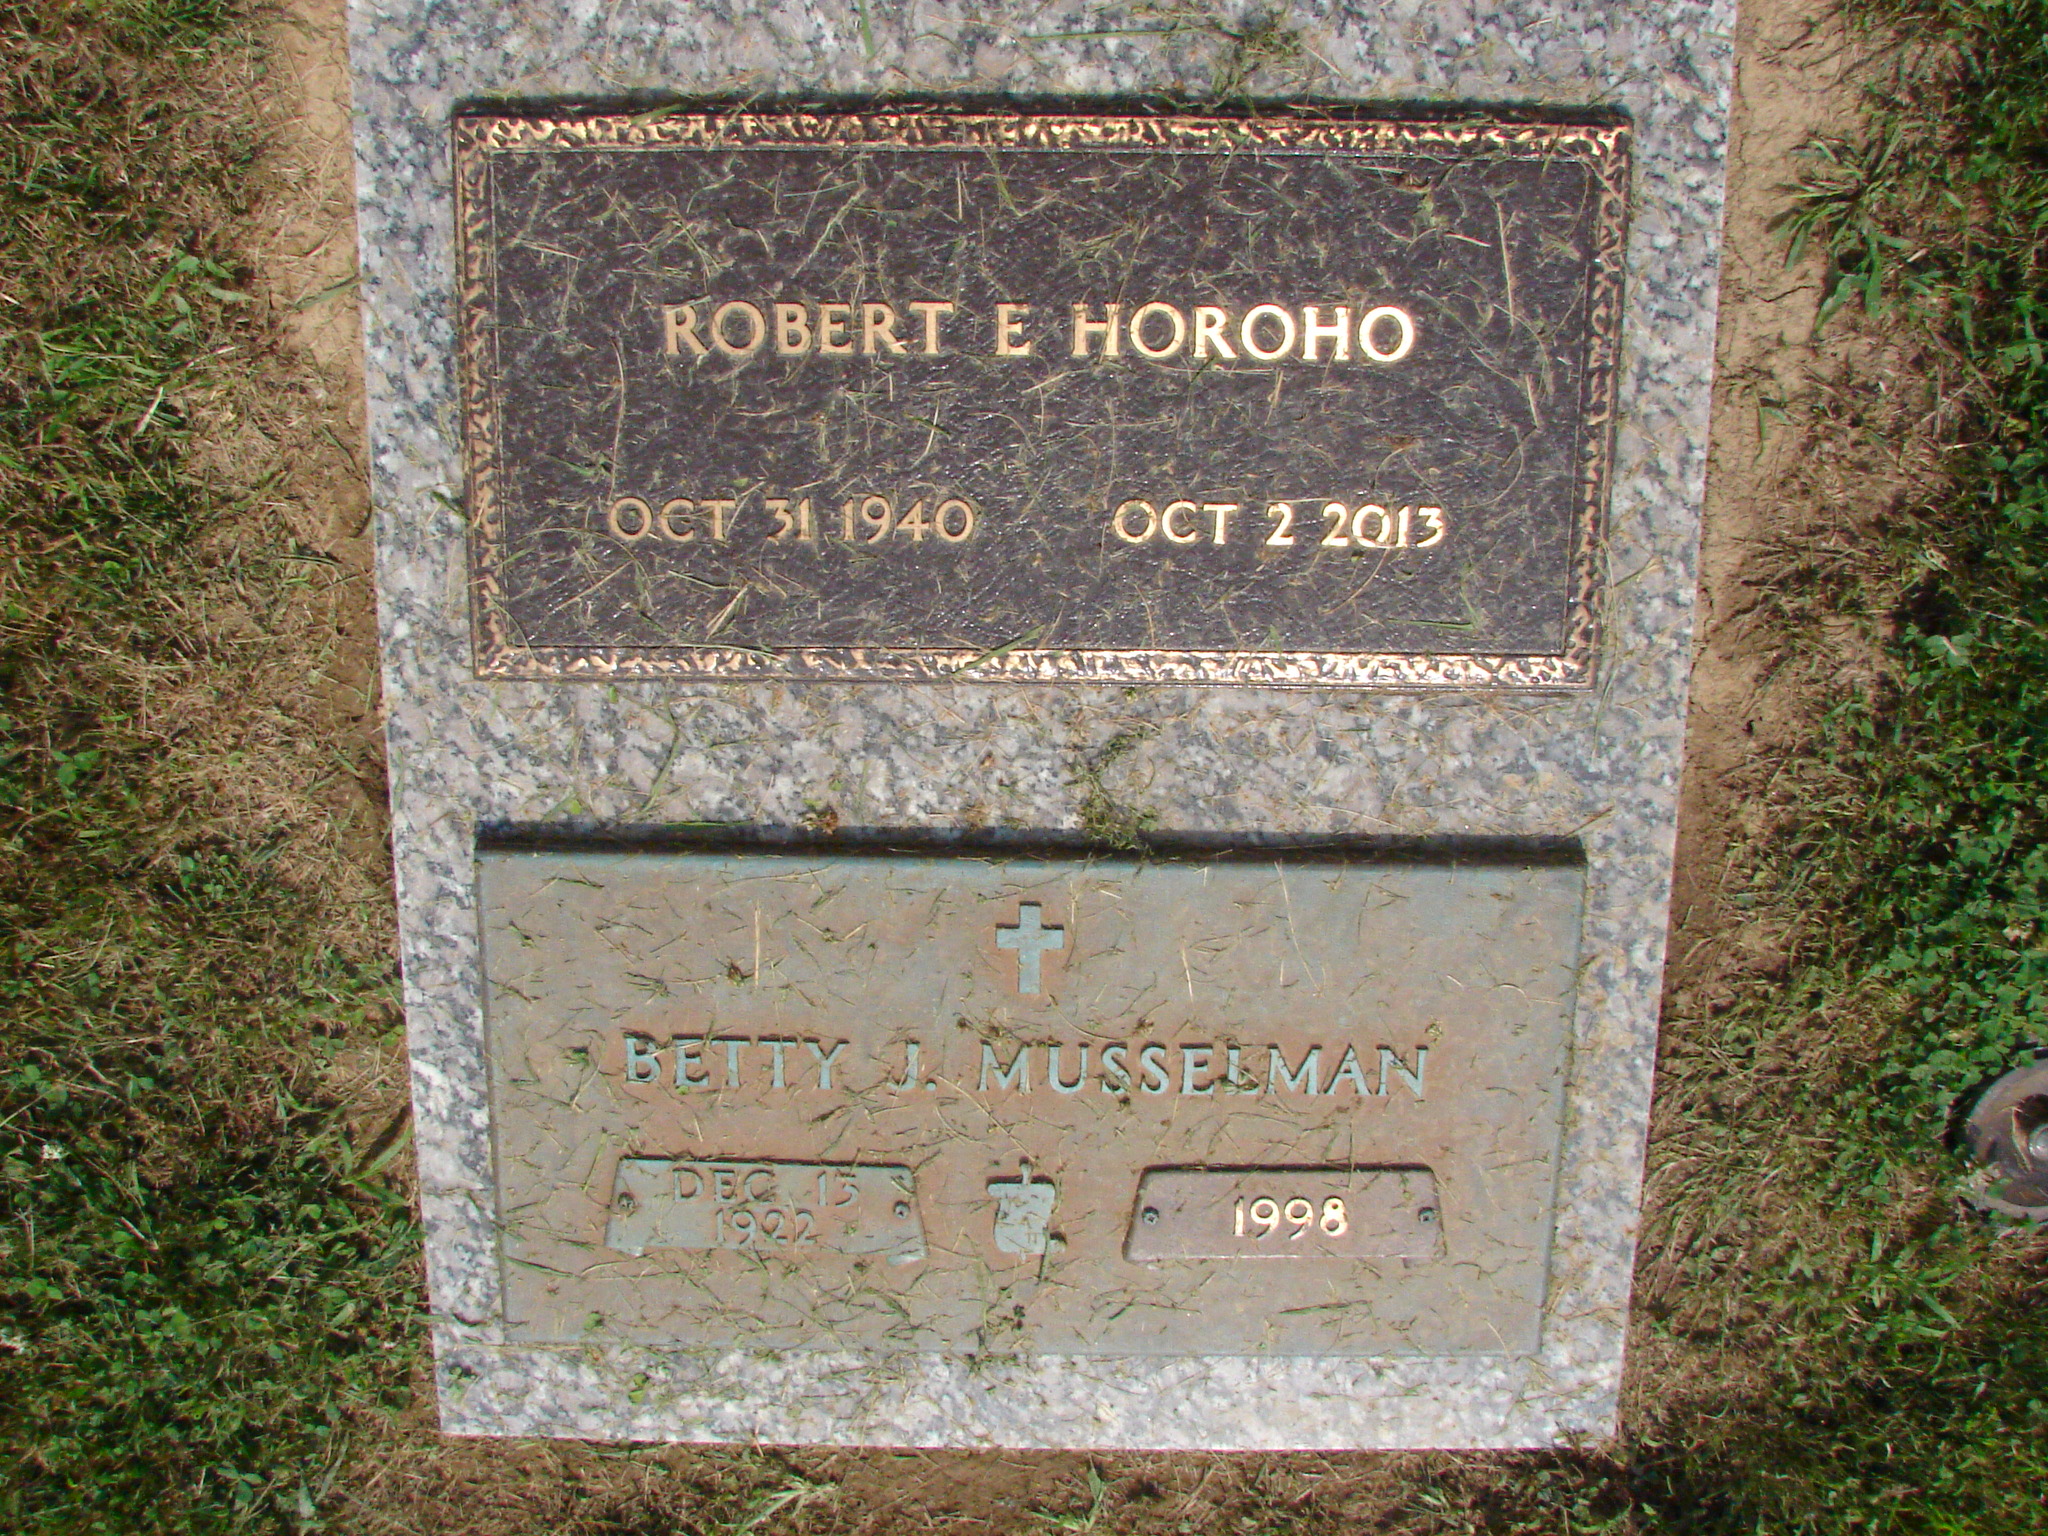 ROBERT E HOROHO
OCT 31 1940 OCT 2 2013
BETTY J. MUSSELMAN
DEC 13
1922
1998